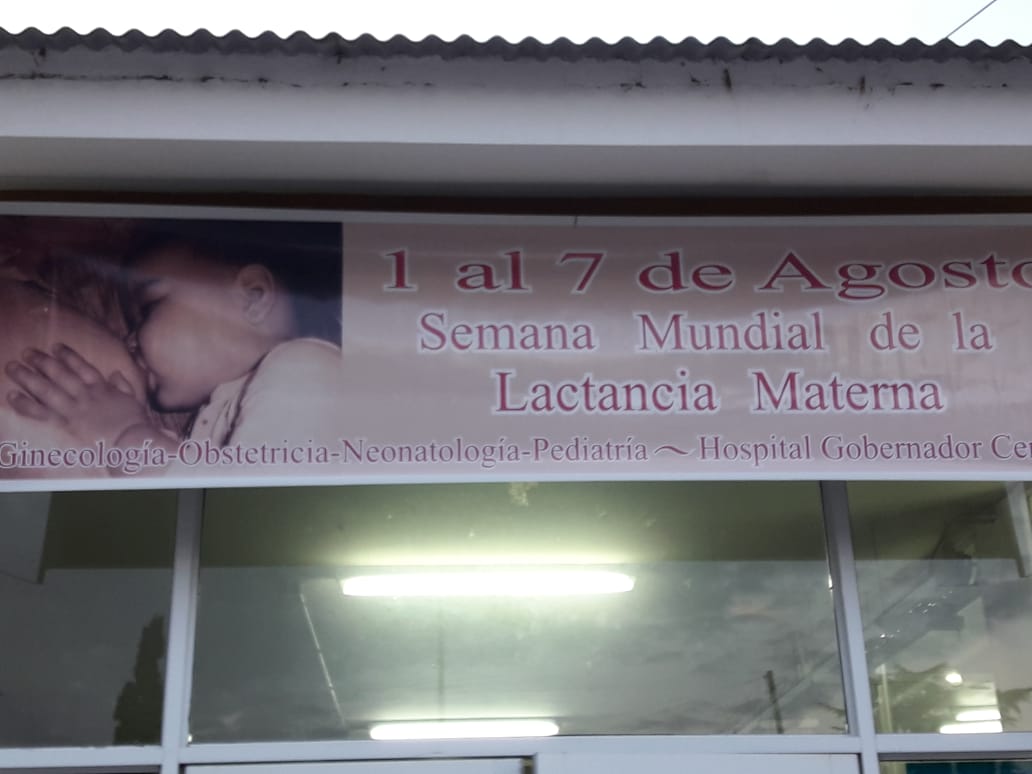 1 al 7 de Agosto
Semana Mundial de la
Lactancia Materna
Ginecología-Obstetricia-Neonatología-Pediatría ~ Hospital Gobernador